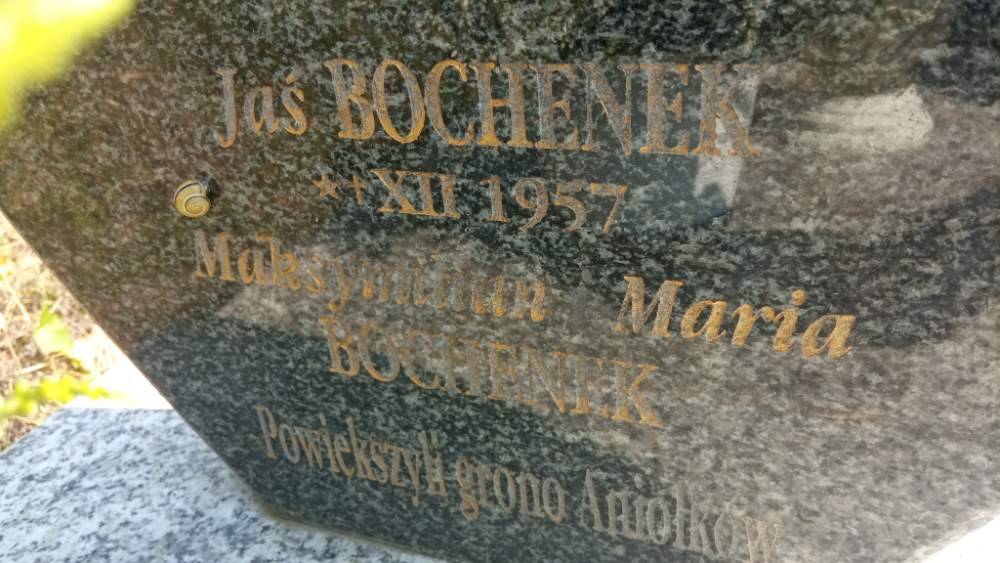 Jaś BOCHENEK
*✝XII 1957
Maksymilian i Maria
BOCHENEK
Powiększyli grono Aniołków